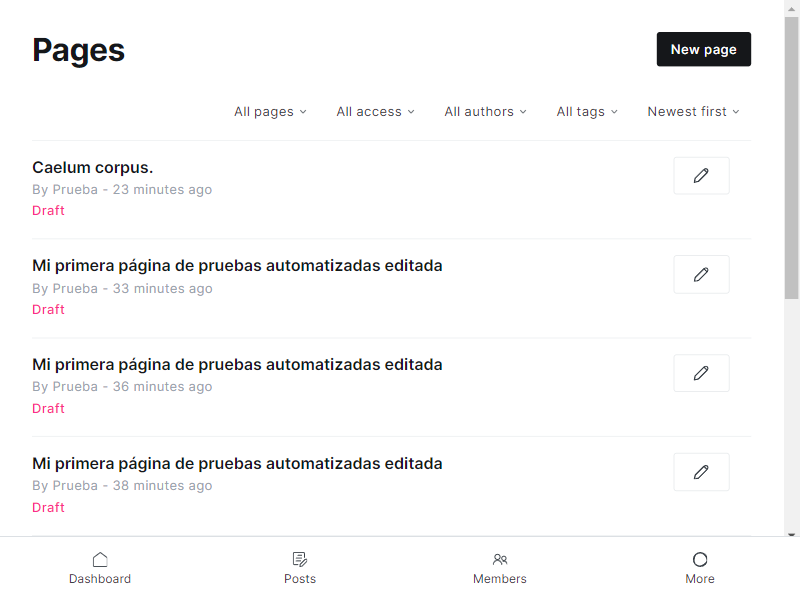 Pages
New page
All pages
All access
All authors
All tags
Newest first
Caelum corpus.
By Prueba - 23 minutes ago
Draft
Mi primera página de pruebas automatizadas editada
By Prueba - 33 minutes ago
Draft
Mi primera página de pruebas automatizadas editada
By Prueba - 36 minutes ago
Draft
Mi primera página de pruebas automatizadas editada
By Prueba - 38 minutes ago
Draft
Dashboard
Posts
Members
More